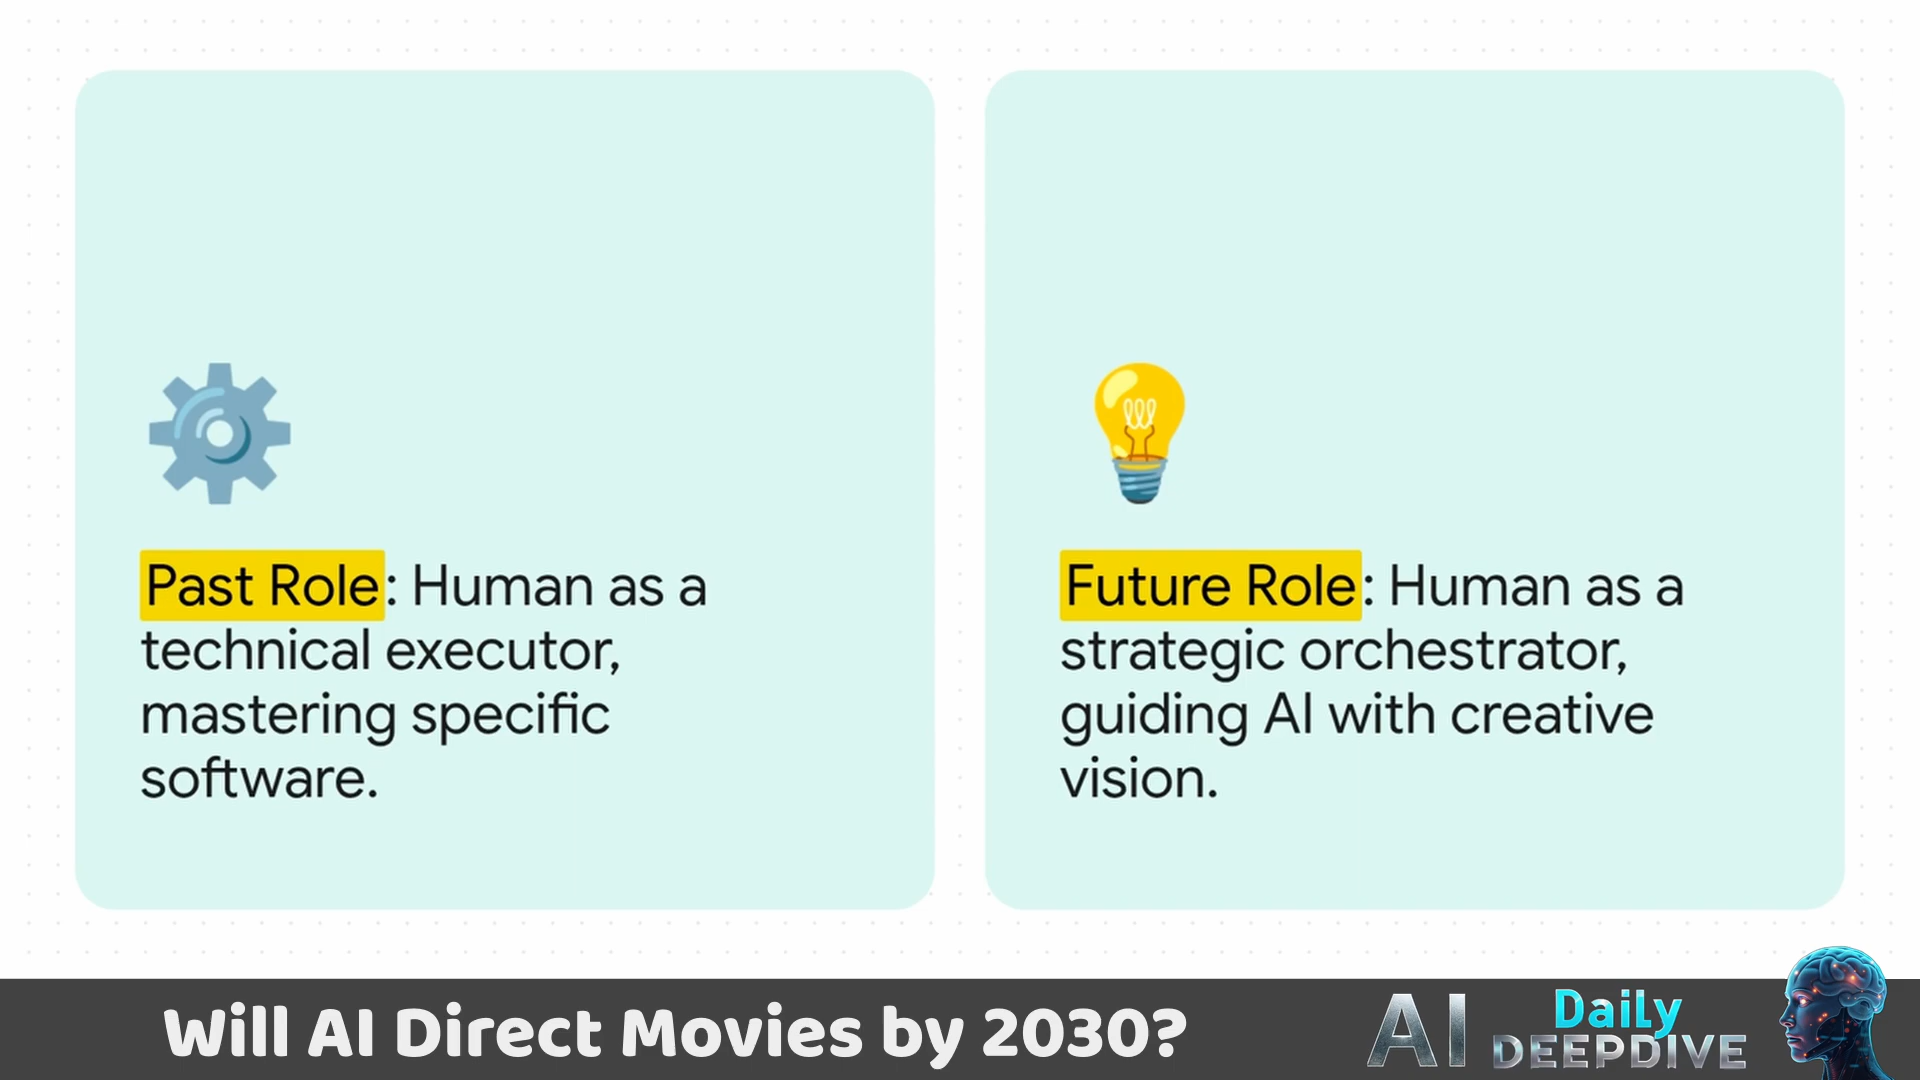 Past Role: Human as a
technical executor,
mastering specific
software.
Future Role: Human as a
strategic orchestrator,
guiding AI with creative
vision.
Will AI Direct Movies by 2030?
AI Daily
DEEPDIVE